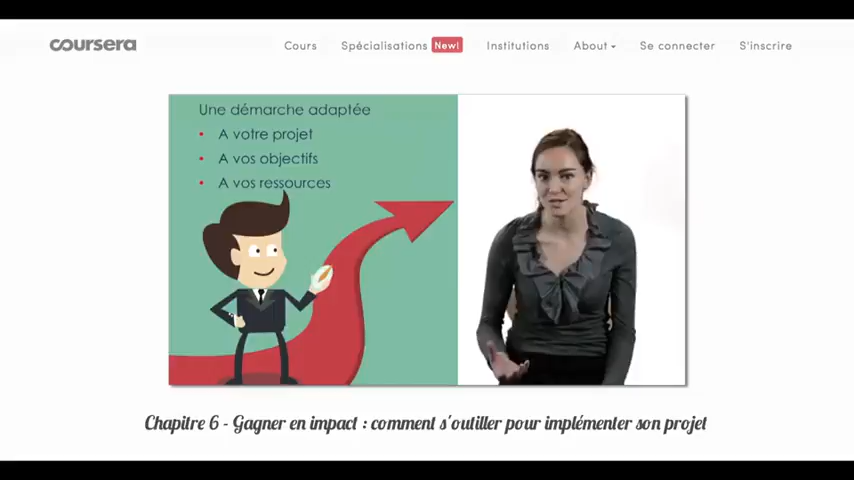 coursera Cours Spécialisations New! Institutions About Se connecter S'inscrire
Une démarche adaptée
• A votre projet
• A vos objectifs
• A vos ressources
Chapitre 6 - Gagner en impact : comment s'outiller pour implémenter son projet